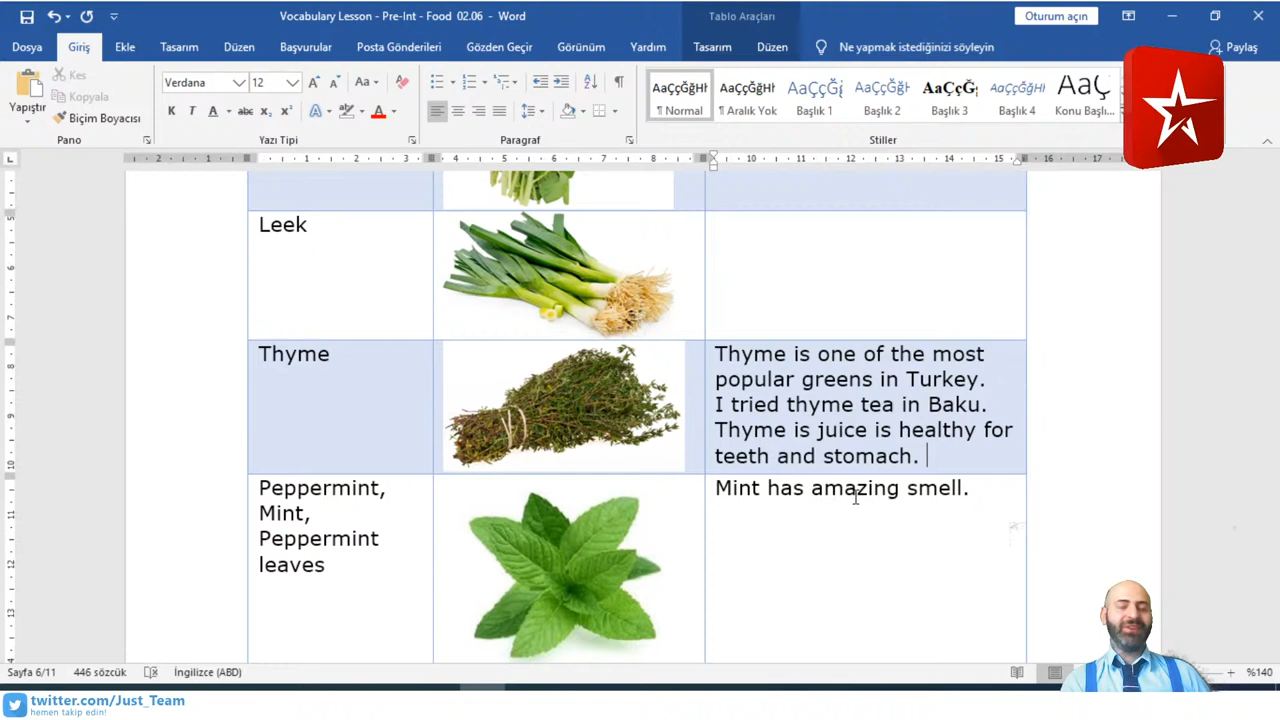 Vocabulary Lesson - Pre-Int - Food 02.06 - Word
Tablo Araçları
Oturum açın
Dosya
Giriş
Ekle
Tasarım
Düzen
Başvurular
Posta Gönderileri
Gözden Geçir
Görünüm
Yardım
Tasarım
Düzen
Ne yapmak istediğinizi söyleyin
Paylaş
Yapıştır
Kes
Kopyala
Biçim Boyacısı
Pano
Verdana
12
Yazı Tipi
Paragraf
AaÇçĞğHł
¶ Normal
AaÇçĞğHł
¶ Aralık Yok
AaÇçĞğ
Başlık 1
AaÇçĞğH
Başlık 2
AaÇçĞğ
Başlık 3
AaÇçĞğH
Başlık 4
AaÇ
Konu Başlı...
Stiller
Leek
Thyme
Thyme is one of the most
popular greens in Turkey.
I tried thyme tea in Baku.
Thyme is juice is healthy for
teeth and stomach.
Peppermint,
Mint,
Peppermint
leaves
Mint has amazing smell.
Sayfa 6/11
446 sözcük
İngilizce (ABD)
%140
twitter.com/Just_Team
hemen takip edin!